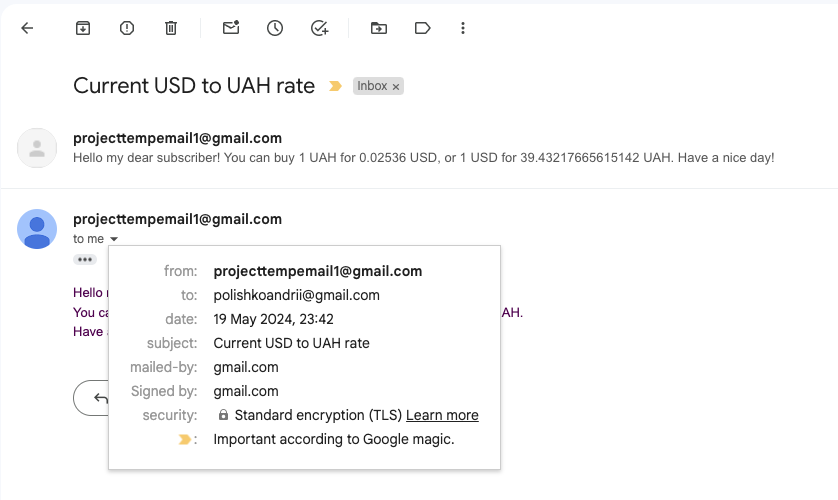 Current USD to UAH rate Inbox ×
projecttempemail1@gmail.com
Hello my dear subscriber! You can buy 1 UAH for 0.02536 USD, or 1 USD for 39.43217665615142 UAH. Have a nice day!
projecttempemail1@gmail.com
to me
from: projecttempemail1@gmail.com
to: polishkoandrii@gmail.com
date: 19 May 2024, 23:42
subject: Current USD to UAH rate
mailed-by: gmail.com
Signed by: gmail.com
security: Standard encryption (TLS) Learn more
: Important according to Google magic.
Hello
You AH.
Have